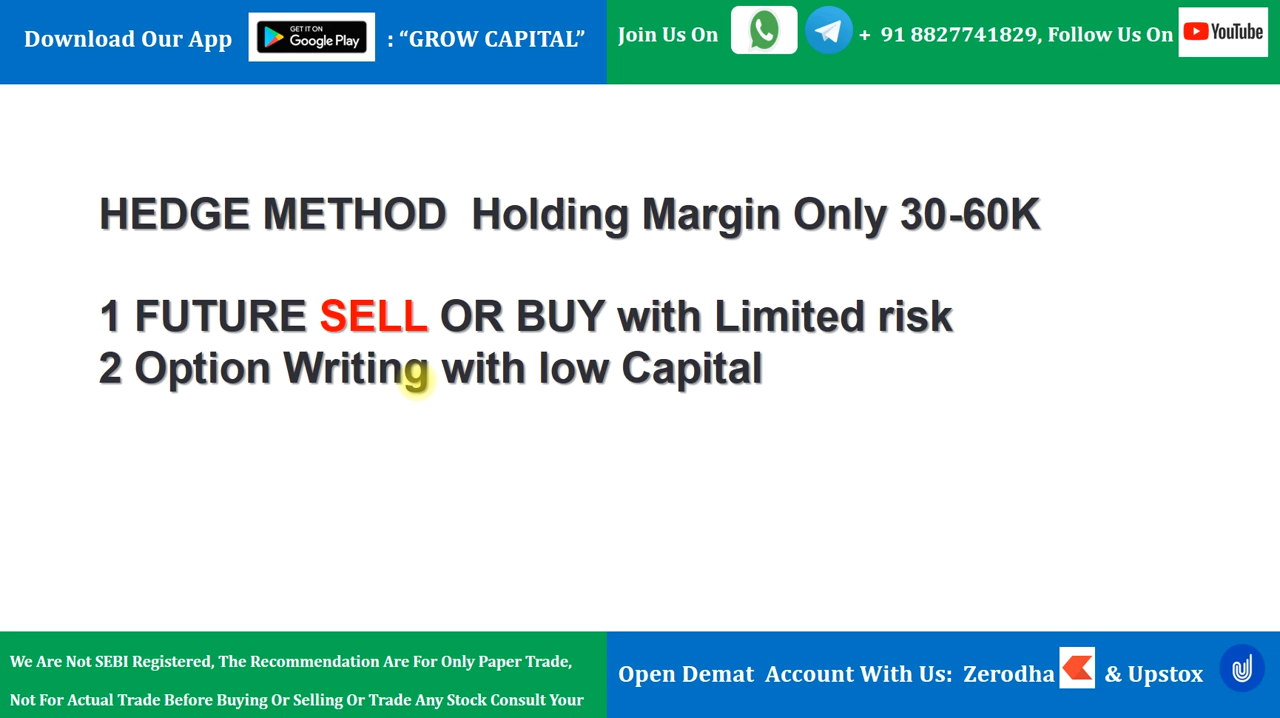 Download Our App GET IT ON Google Play : “GROW CAPITAL”
Join Us On + 91 8827741829, Follow Us On YouTube
HEDGE METHOD Holding Margin Only 30-60K
1 FUTURE SELL OR BUY with Limited risk
2 Option Writing with low Capital
We Are Not SEBI Registered, The Recommendation Are For Only Paper Trade,
Not For Actual Trade Before Buying Or Selling Or Trade Any Stock Consult Your
Open Demat Account With Us: Zerodha & Upstox